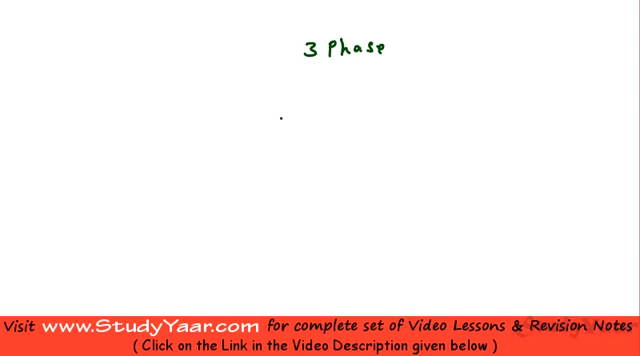 3 Phase
Visit www.StudyYaar.com for complete set of Video Lessons & Revision Notes
( Click on the Link in the Video Description given below )